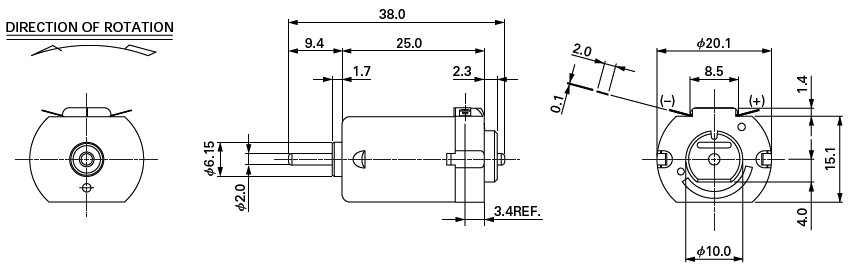 DIRECTION OF ROTATION
38.0
9.4
25.0
1.7
2.3
ϕ6.15
ϕ2.0
3.4REF.
2.0
0.1
ϕ20.1
8.5
1.4
(−)
(+)
15.1
4.0
ϕ10.0